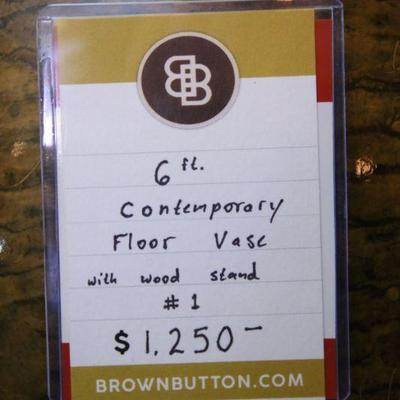 BB
6 ft.
Contemporary
Floor Vase
with wood stand
#1
$1,250-
BROWNBUTTON.COM